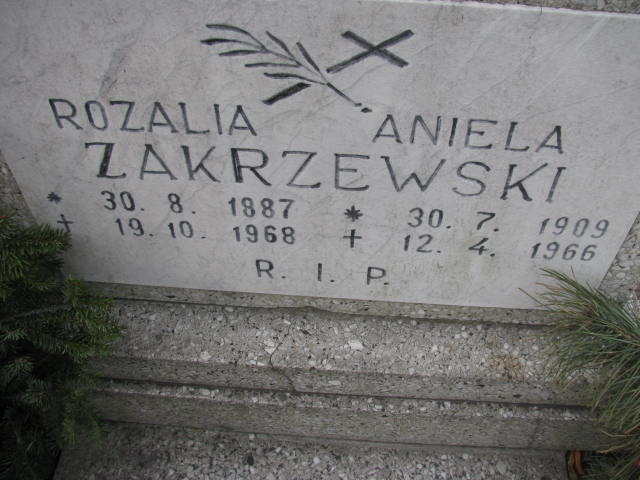 ROZALIA ANIELA
ZAKRZEWSKI
* 30. 8. 1887 * 30. 7. 1909
+ 19. 10. 1968 + 12. 4. 1966
R. I. P.